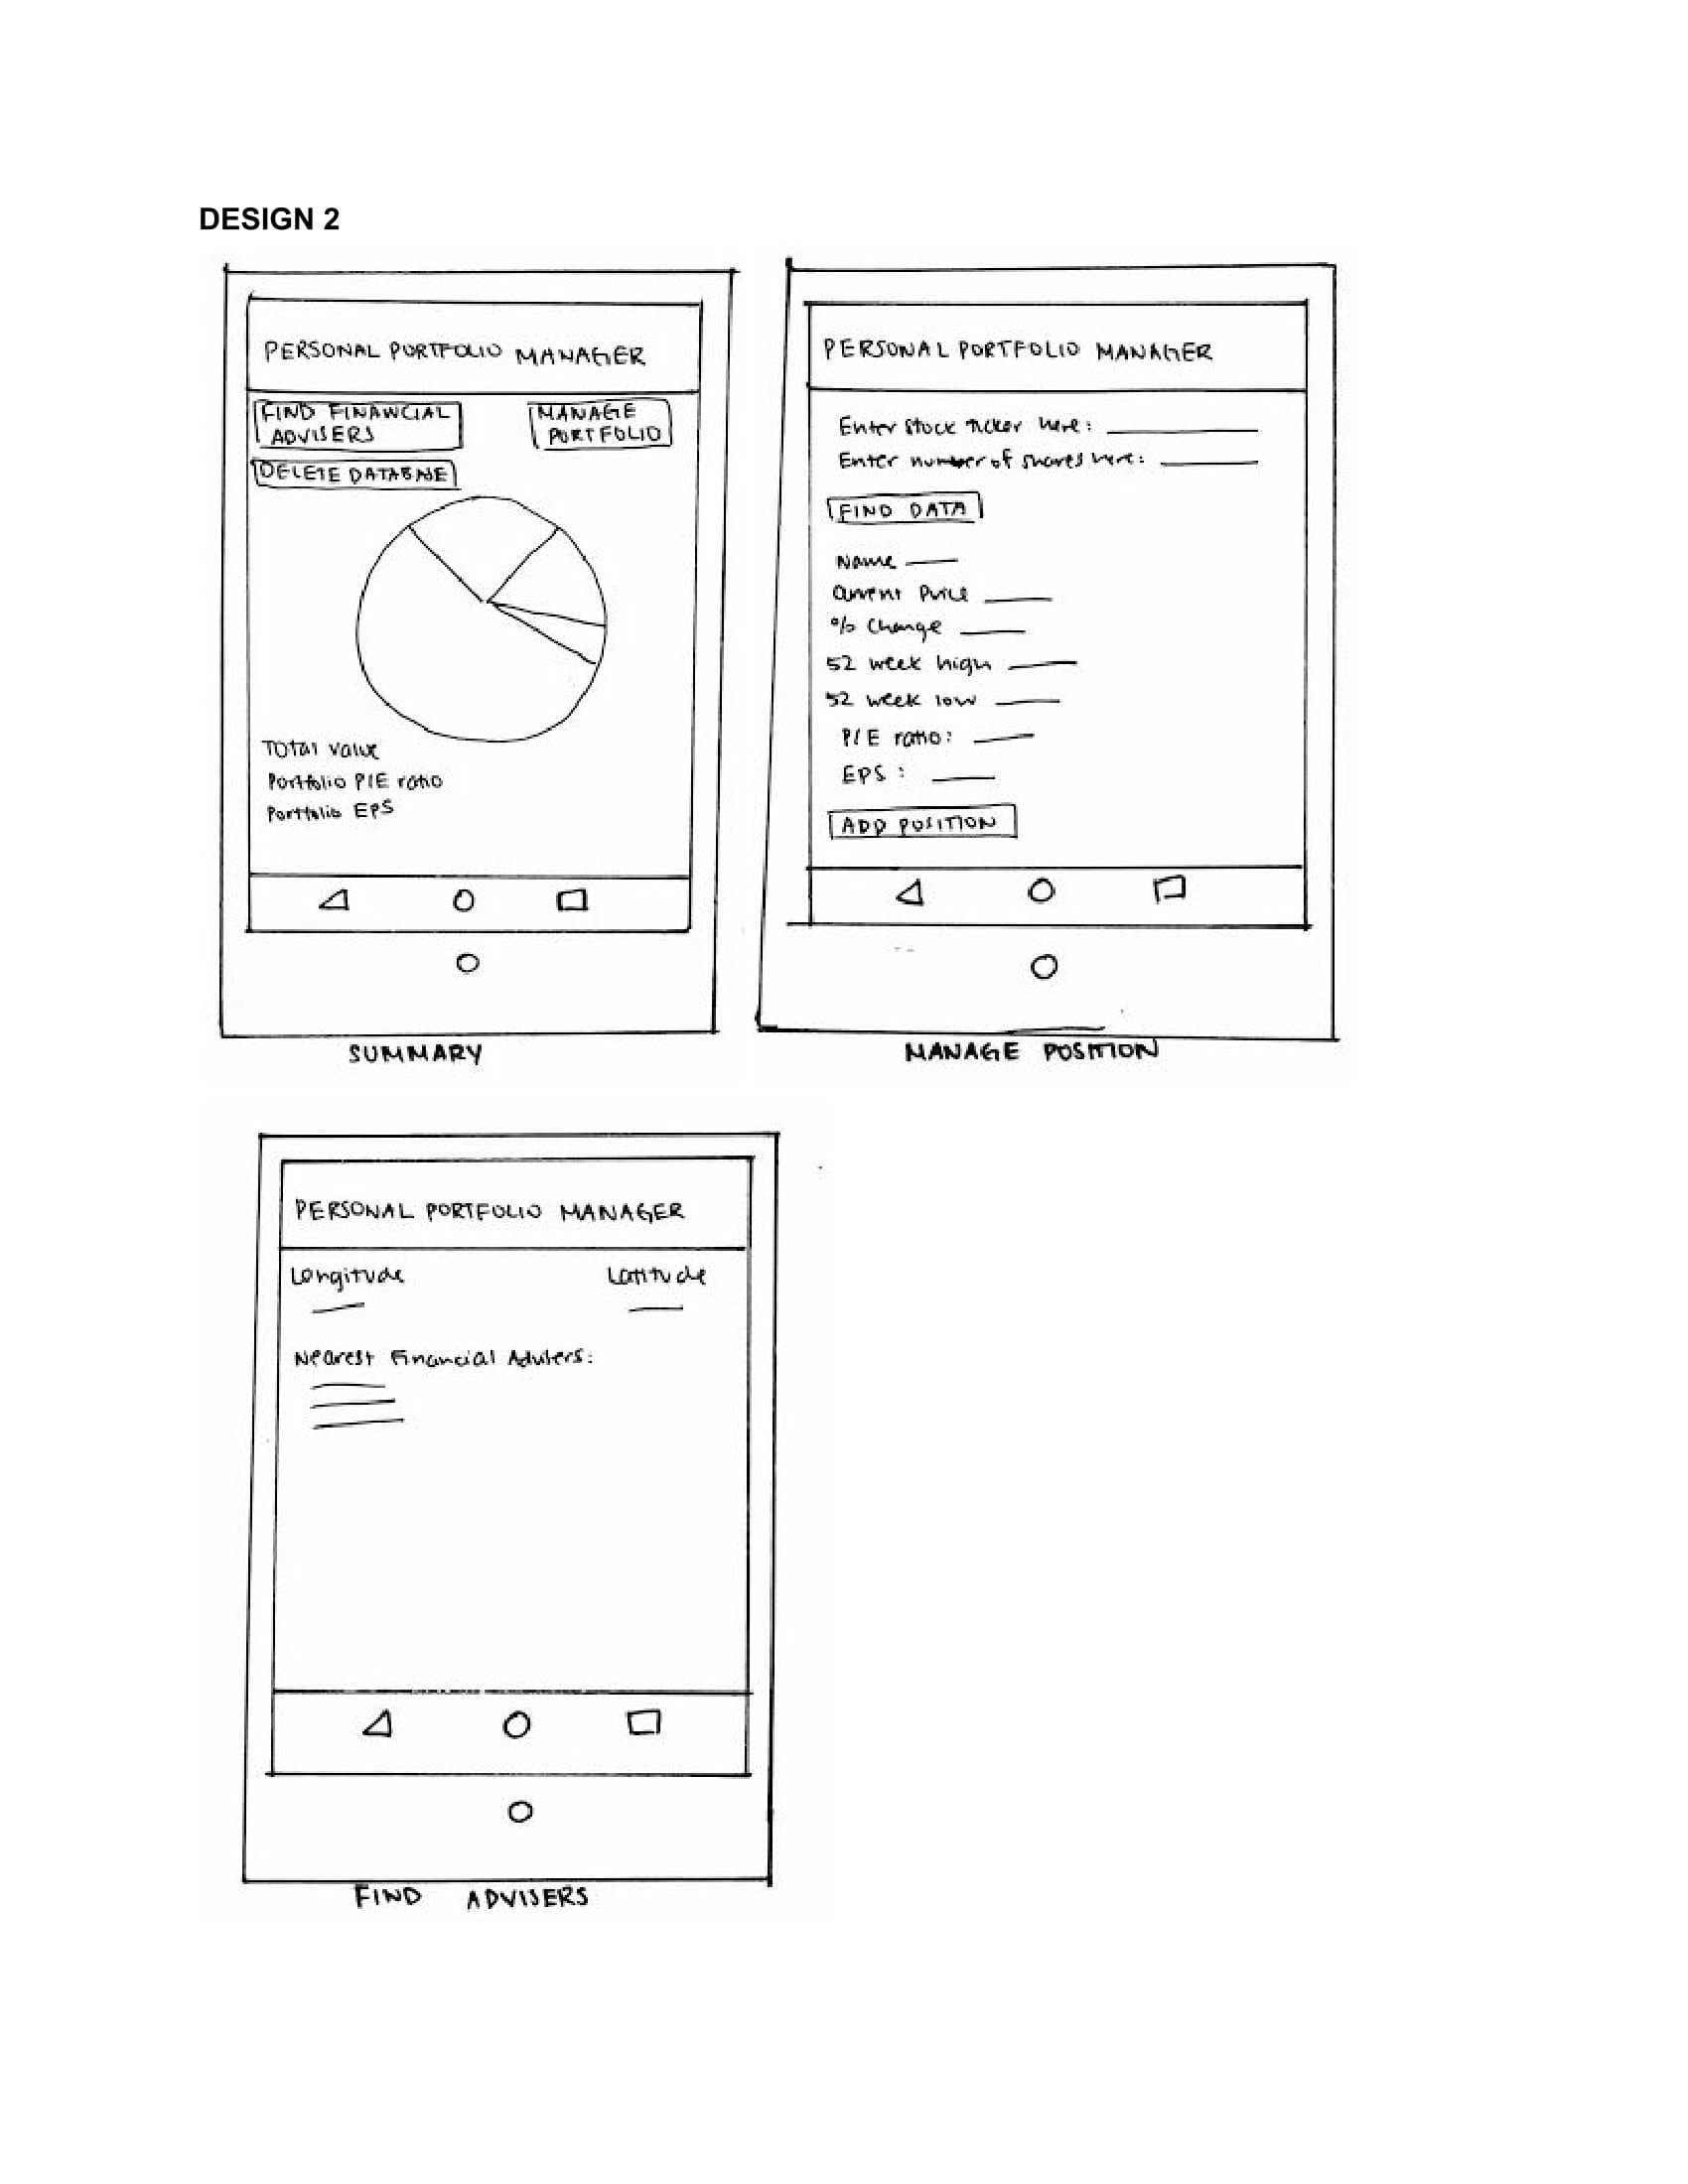 DESIGN 2
PERSONAL PORTFOLIO MANAGER
FIND FINANCIAL
ADVISERS
MANAGE
PORTFOLIO
DELETE DATABASE
Total value
Portfolio P/E ratio
Portfolio EPS
SUMMARY
PERSONAL PORTFOLIO MANAGER
Enter stock ticker here:
Enter number of shares here:
FIND DATA
Name
Current Price
% Change
52 week high
52 week low
P/E ratio:
EPS:
ADD POSITION
MANAGE POSITION
PERSONAL PORTFOLIO MANAGER
Longitude Latitude
Nearest Financial Advisers:
FIND ADVISERS